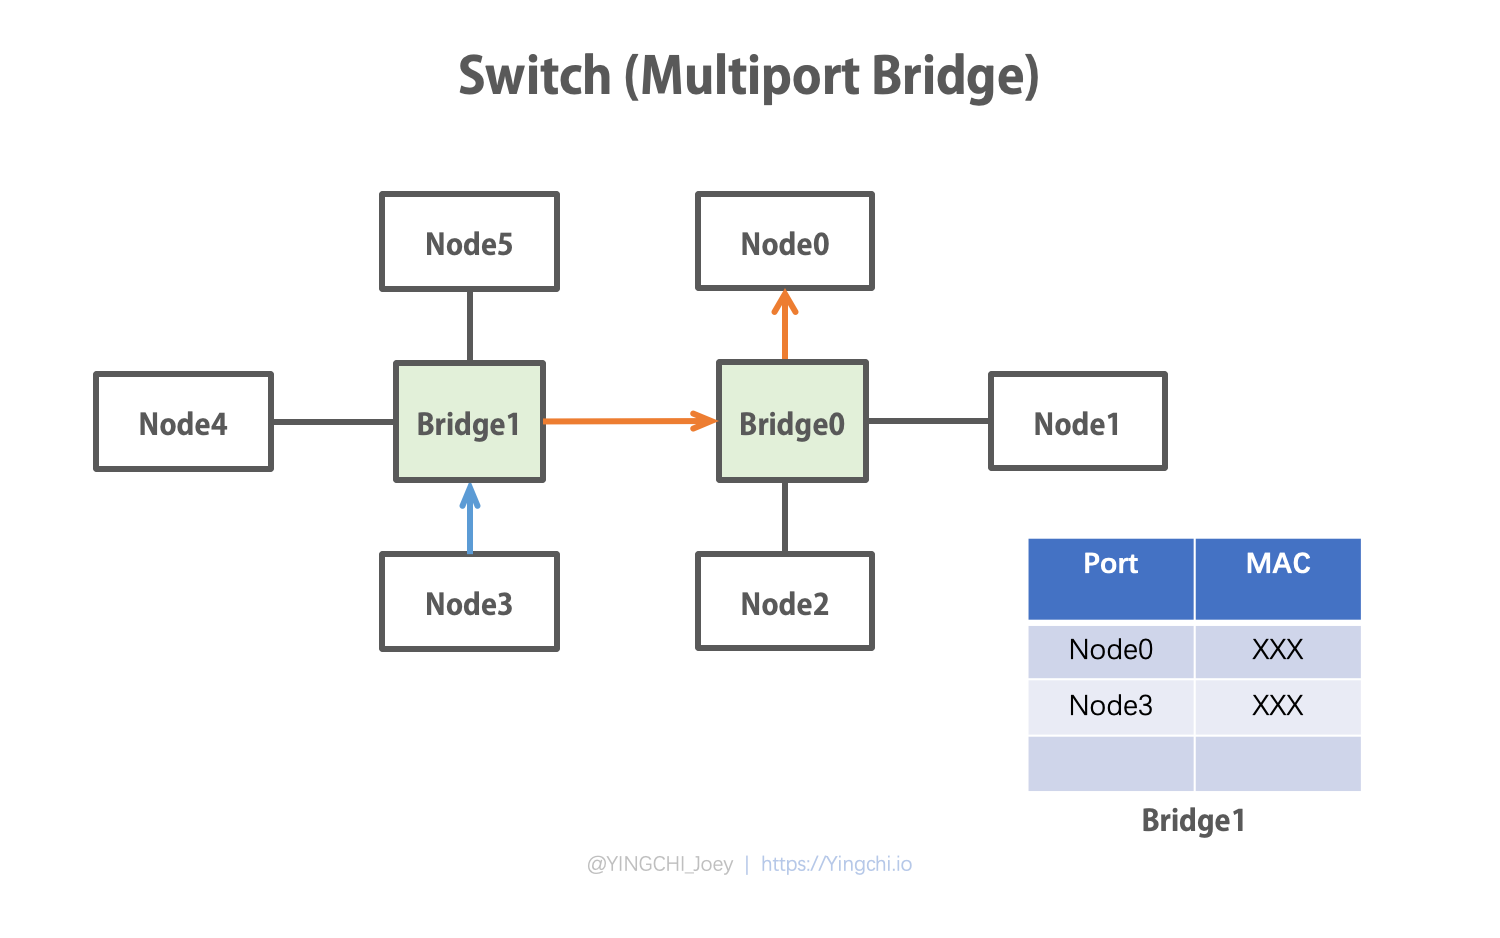 Switch (Multiport Bridge)
Node5
Node0
Node4
Bridge1
Bridge0
Node1
Node3
Node2
Port MAC
Node0 XXX
Node3 XXX
Bridge1
@YINGCHI_Joey | https://Yingchi.io